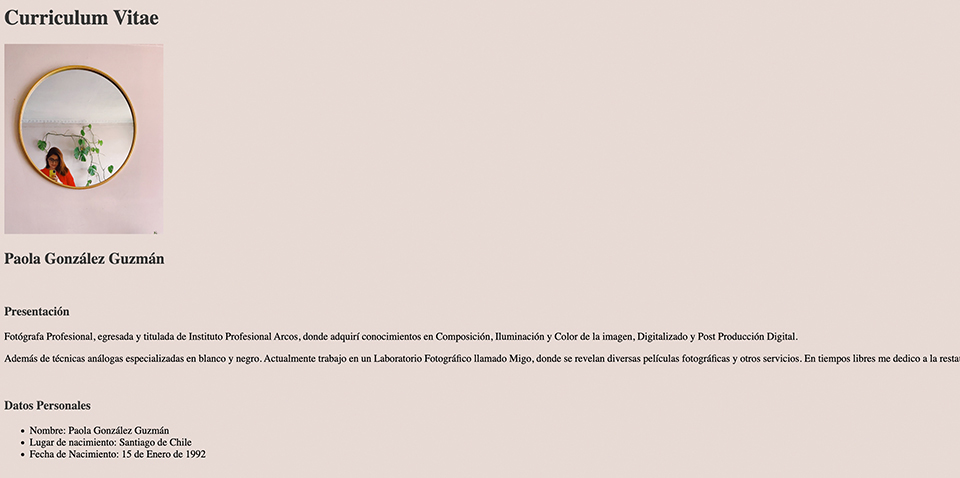 Curriculum Vitae
Paola González Guzmán
Presentación
Fotógrafa Profesional, egresada y titulada de Instituto Profesional Arcos, donde adquirí conocimientos en Composición, Iluminación y Color de la imagen, Digitalizado y Post Producción Digital.
Además de técnicas análogas especializadas en blanco y negro. Actualmente trabajo en un Laboratorio Fotográfico llamado Migo, donde se revelan diversas películas fotográficas y otros servicios. En tiempos libres me dedico a la resta
Datos Personales
• Nombre: Paola González Guzmán
• Lugar de nacimiento: Santiago de Chile
• Fecha de Nacimiento: 15 de Enero de 1992